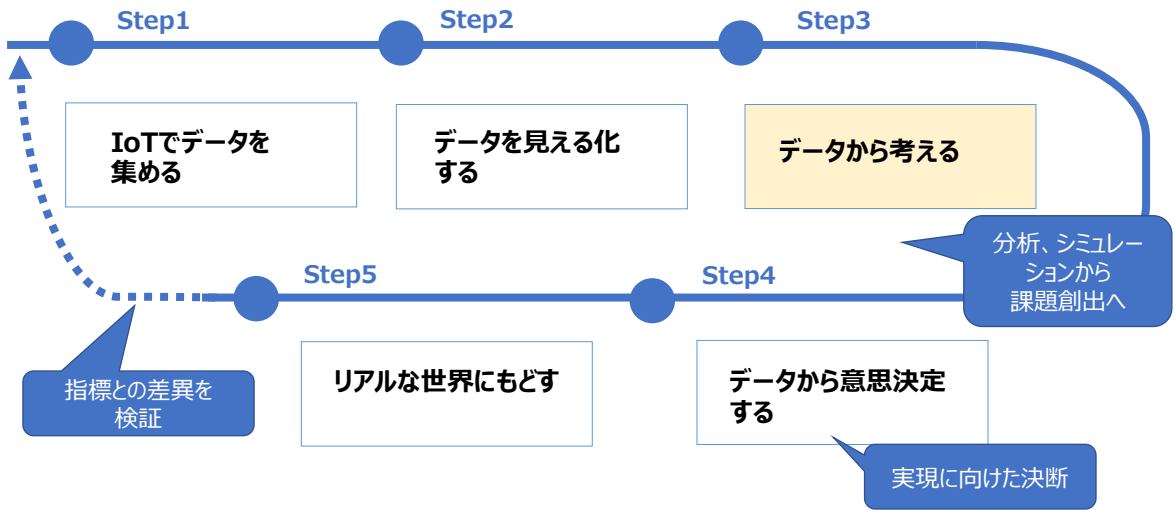 Step1
Step2
Step3
IoTでデータを
集める
データを見える化
する
データから考える
分析、シミュレー
ションから
課題創出へ
Step5
Step4
リアルな世界にもどす
データから意思決定
する
指標との差異を
検証
実現に向けた決断